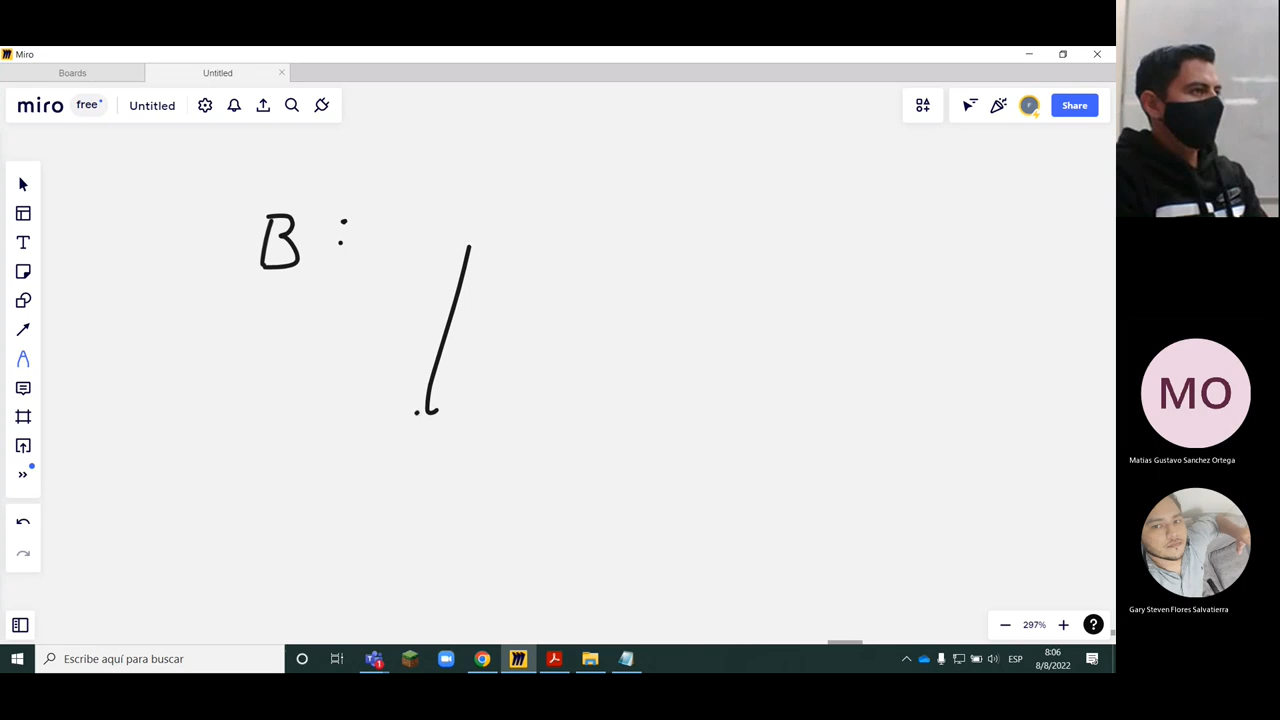 Miro
Boards
Untitled
miro
free
Untitled
Share
B :
MO
Matias Gustavo Sanchez Ortega
Gary Steven Flores Salvatierra
297%
Escribe aquí para buscar
ESP
8:06
8/8/2022